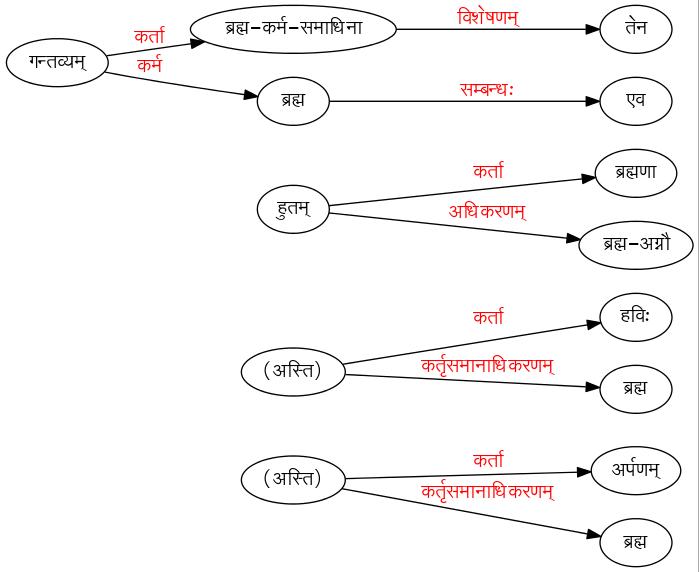 विशेषणम्
ब्रह्म-कर्म-समाधिना
तेन
कर्ता
गन्तव्यम्
कर्म
सम्बन्धः
ब्रह्म
एव
कर्ता
ब्रह्मणा
हुतम्
अधिकरणम्
ब्रह्म-अग्नौ
कर्ता
हविः
(अस्ति)
कर्तृसमानाधिकरणम्
ब्रह्म
कर्ता
अर्पणम्
(अस्ति)
कर्तृसमानाधिकरणम्
ब्रह्म